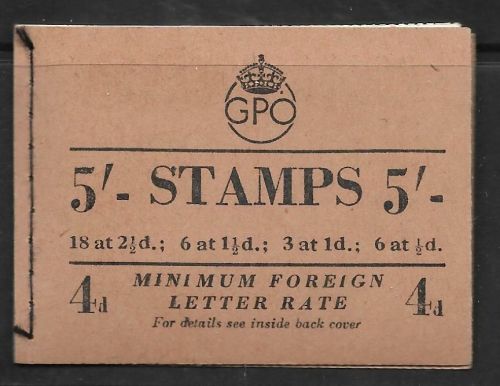 GPO
5/- STAMPS 5/-
18 at 2½d.; 6 at 1½d.; 3 at 1d.; 6 at ½d.
4d MINIMUM FOREIGN 4d
LETTER RATE
For details see inside back cover